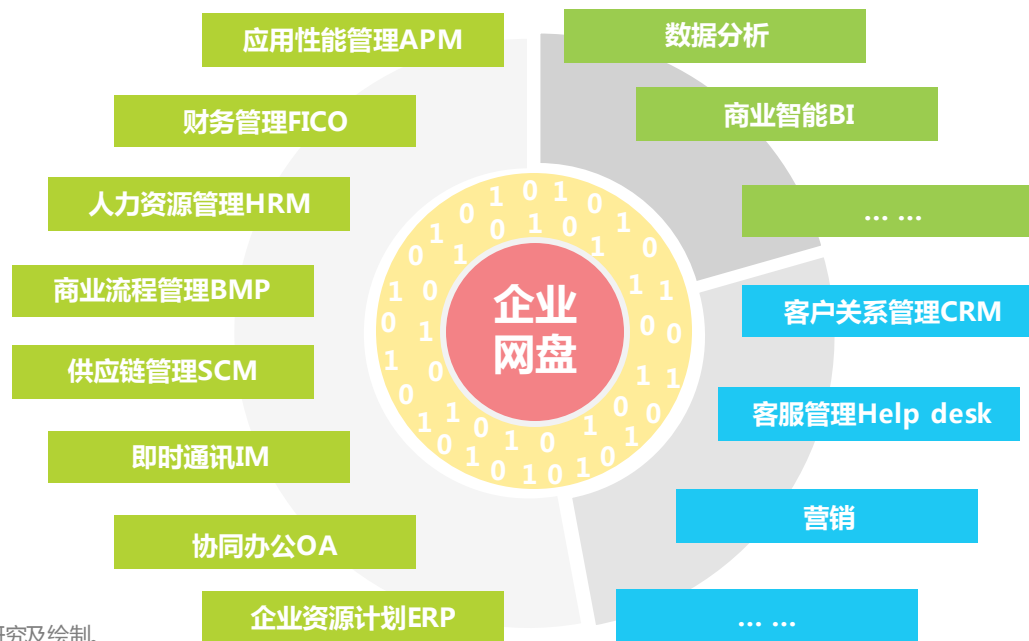 应用性能管理APM
数据分析
财务管理FICO
商业智能BI
人力资源管理HRM
... ...
商业流程管理BMP
客户关系管理CRM
企业
网盘
供应链管理SCM
客服管理Help desk
即时通讯IM
营销
协同办公OA
企业资源计划ERP
... ...
研究及绘制.